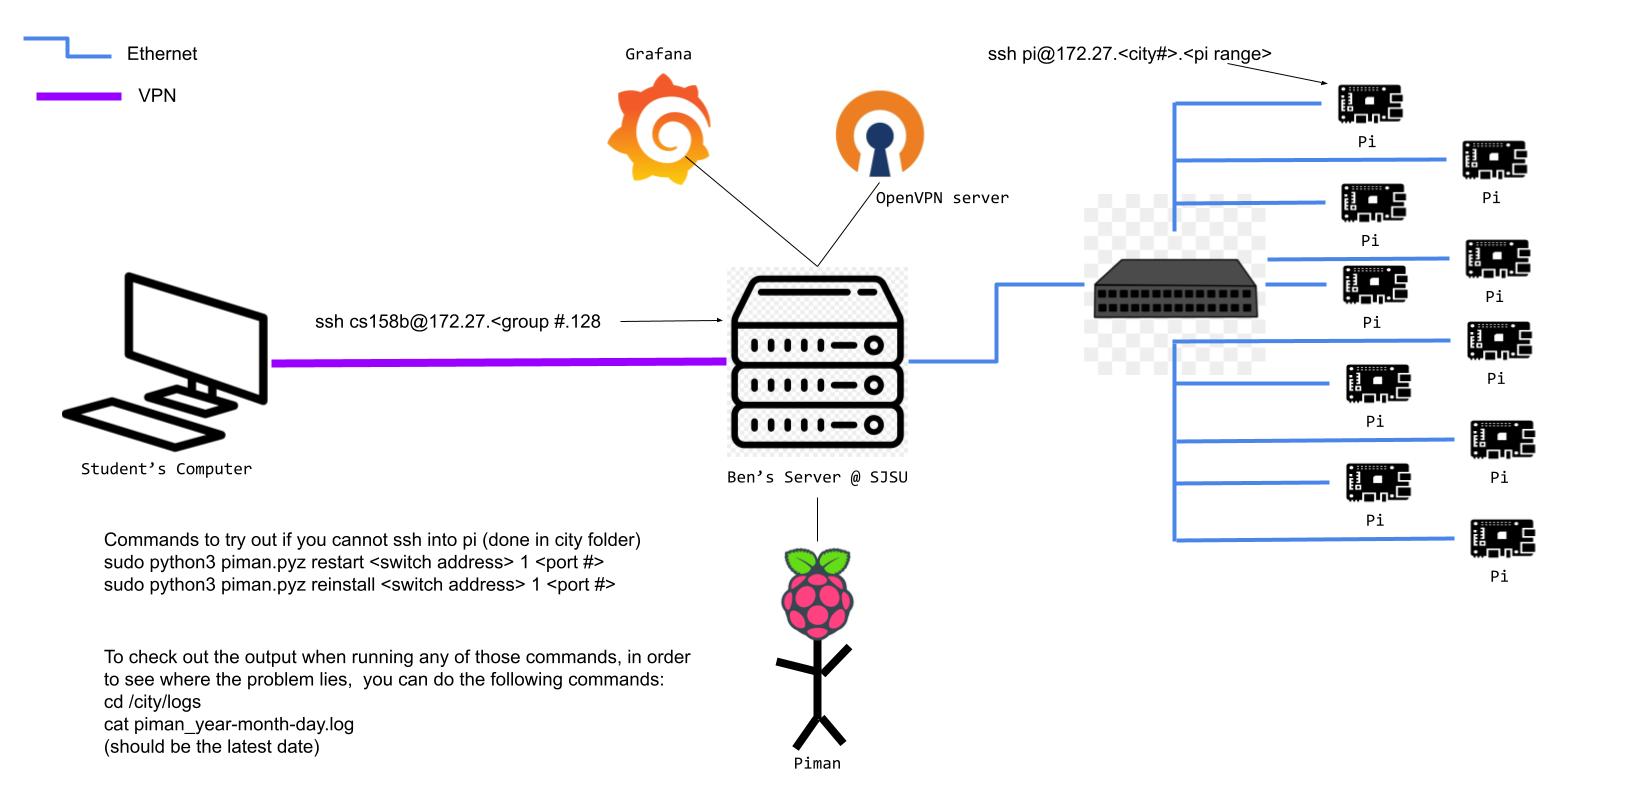 Ethernet
VPN
Grafana
OpenVPN server
ssh pi@172.27.<city#>.<pi range>
Pi
Pi
Pi
Pi
Pi
Pi
Pi
Pi
Pi
Pi
ssh cs158b@172.27.<group #.128
Student’s Computer
Ben’s Server @ SJSU
Commands to try out if you cannot ssh into pi (done in city folder)
sudo python3 piman.pyz restart <switch address> 1 <port #>
sudo python3 piman.pyz reinstall <switch address> 1 <port #>
To check out the output when running any of those commands, in order
to see where the problem lies,  you can do the following commands:
cd /city/logs
cat piman_year-month-day.log
(should be the latest date)
Piman